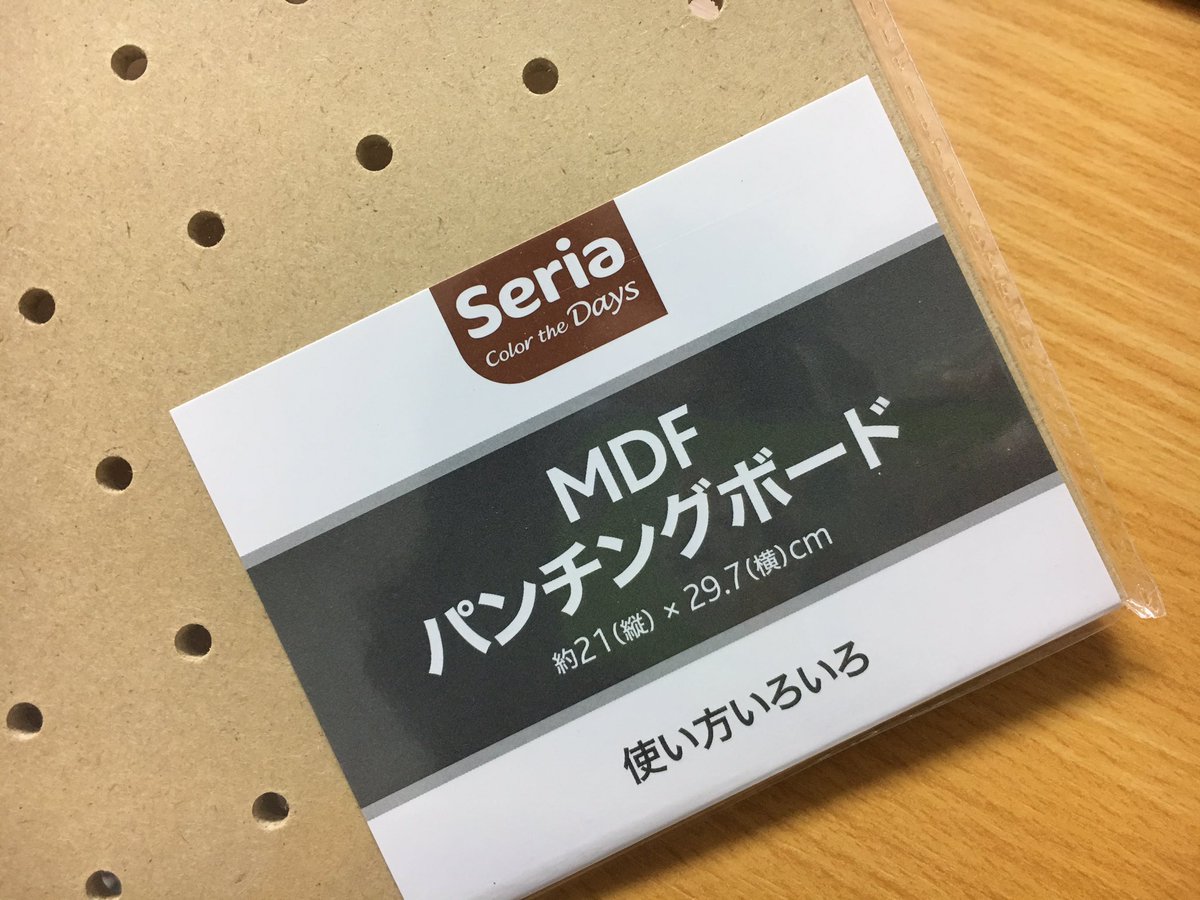 Seria
Color the Days
MDF
パンチングボード
約21(縦)×29.7(横)cm
使い方いろいろ